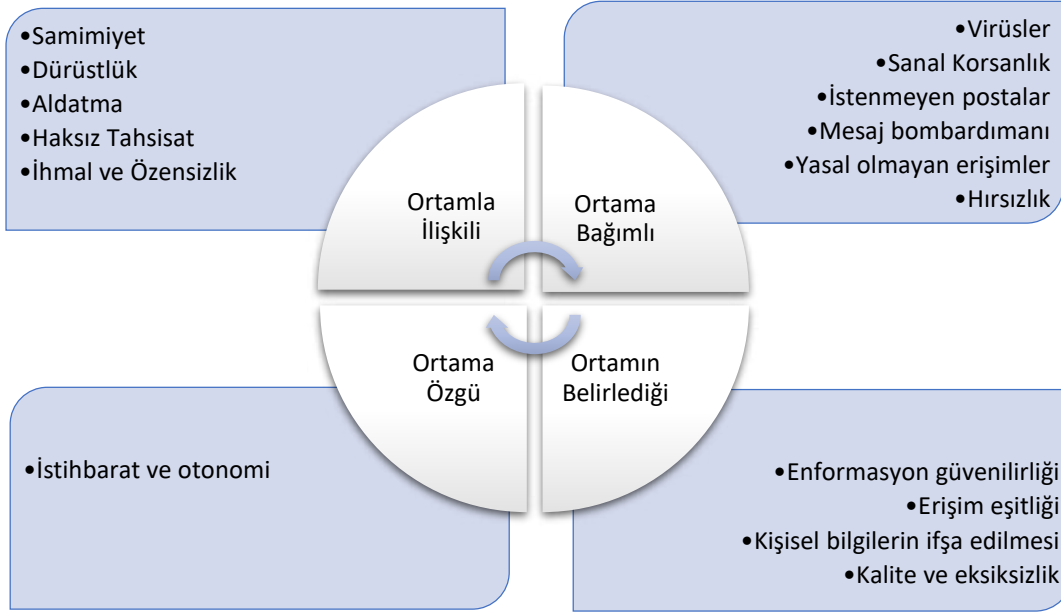 •Samimiyet
•Dürüstlük
•Aldatma
•Haksız Tahsisat
•İhmal ve Özensizlik
•Virüsler
•Sanal Korsanlık
•İstenmeyen postalar
•Mesaj bombardımanı
•Yasal olmayan erişimler
•Hırsızlık
Ortamla
İlişkili
Ortama
Bağımlı
Ortama
Özgü
Ortamın
Belirlediği
•İstihbarat ve otonomi
•Enformasyon güvenilirliği
•Erişim eşitliği
•Kişisel bilgilerin ifşa edilmesi
•Kalite ve eksiksizlik